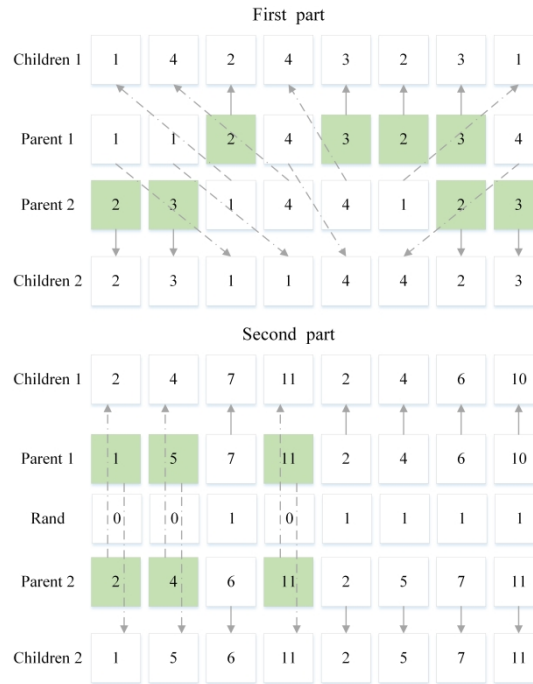 First part
Children 1 1 4 2 4 3 2 3 1
Parent 1 1 1 2 4 3 2 3 4
Parent 2 2 3 1 4 4 1 2 3
Children 2 2 3 1 1 4 4 2 3
Second part
Children 1 2 4 7 11 2 4 6 10
Parent 1 1 5 7 11 2 4 6 10
Rand 0 0 1 0 1 1 1 1
Parent 2 2 4 6 11 2 5 7 11
Children 2 1 5 6 11 2 5 7 11